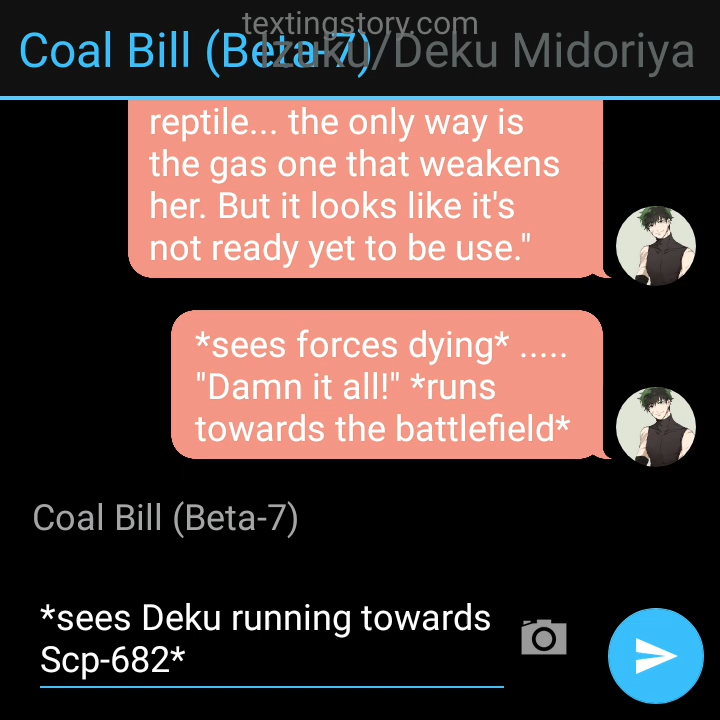 textingstory.com
Coal Bill (Beta-7)
Izuku/Deku Midoriya
reptile... the only way is
the gas one that weakens
her. But it looks like it's
not ready yet to be use."
*sees forces dying* .....
"Damn it all!" *runs
towards the battlefield*
Coal Bill (Beta-7)
*sees Deku running towards
Scp-682*